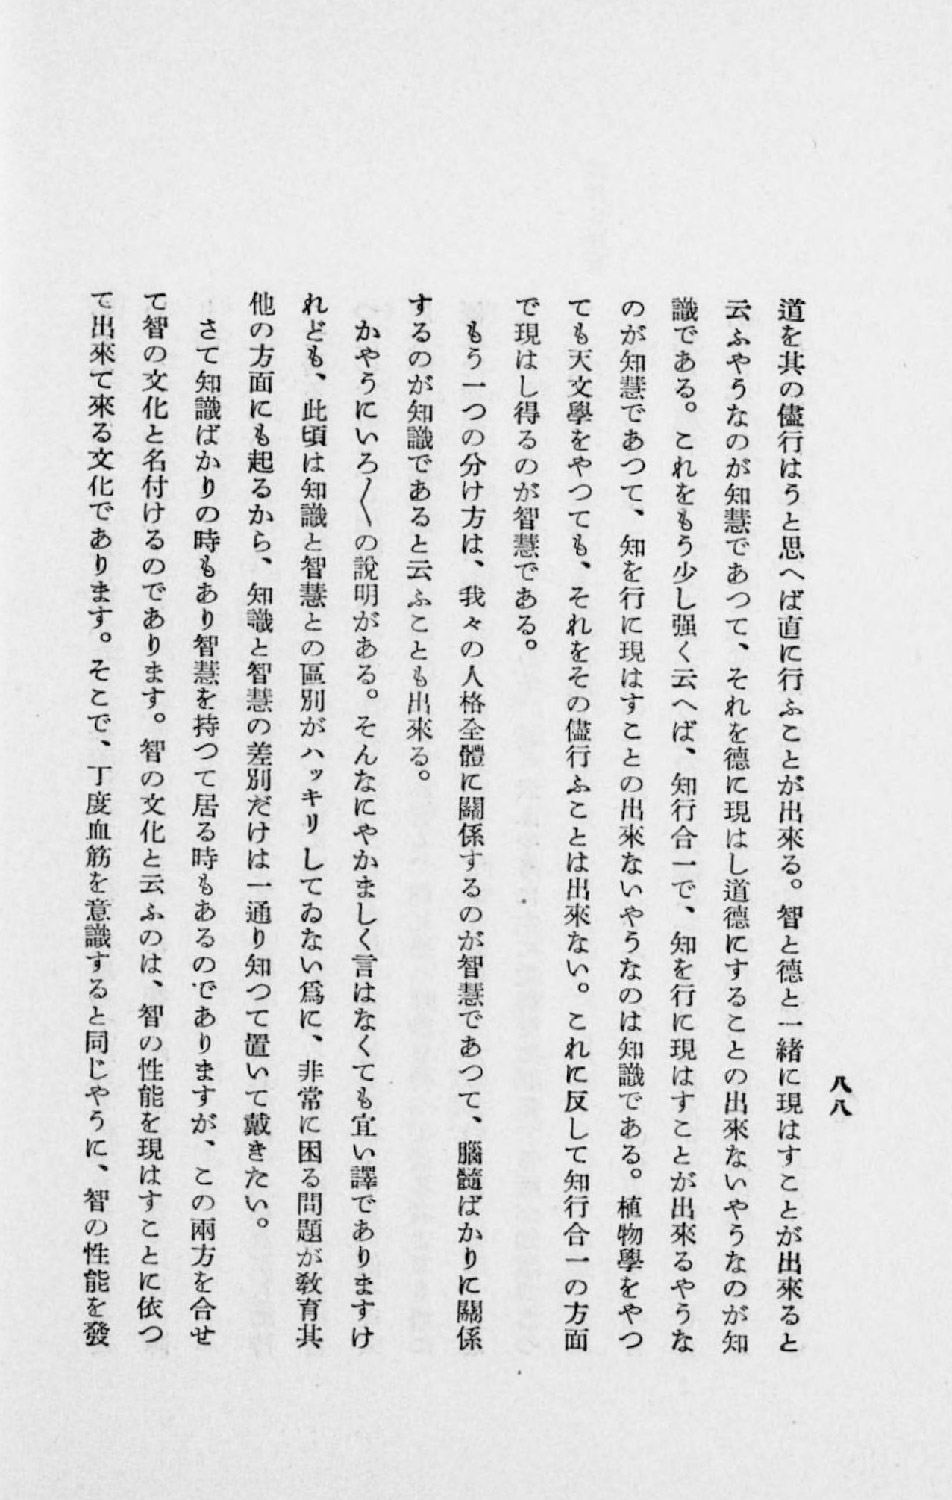 八八
道を其の儘行はうと思へば直に行ふことが出來る。智と德と一緒に現はすことが出來ると
云ふやうなのが知慧であつて、それを德に現はし道德にすることの出來ないやうなのが知
識である。これをもう少し强く云へば、知行合一で、知を行に現はすことが出來るやうな
のが知慧であつて、知を行に現はすことの出來ないやうなのは知識である。植物學をやつ
ても天文學をやつても、それをその儘行ふことは出來ない。これに反して知行合一の方面
で現はし得るのが智慧である。
もう一つの分け方は、我々の人格全體に關係するのが智慧であつて、腦髓ばかりに關係
するのが知識であると云ふことも出來る。
かやうにいろ〳〵の說明がある。そんなにやかましく言はなくても宜い譯でありますけ
れども、此頃は知識と智慧との區別がハッキリしてゐない爲に、非常に困る問題が敎育其
他の方面にも起るから、知識と智慧の差別だけは一通り知つて置いて戴きたい。
さて知識ばかりの時もあり智慧を持つて居る時もあるのでありますが、この兩方を合せ
て智の文化と名付けるのであります。智の文化と云ふのは、智の性能を現はすことに依つ
て出來て來る文化であります。そこで、丁度血筋を意識すると同じやうに、智の性能を發